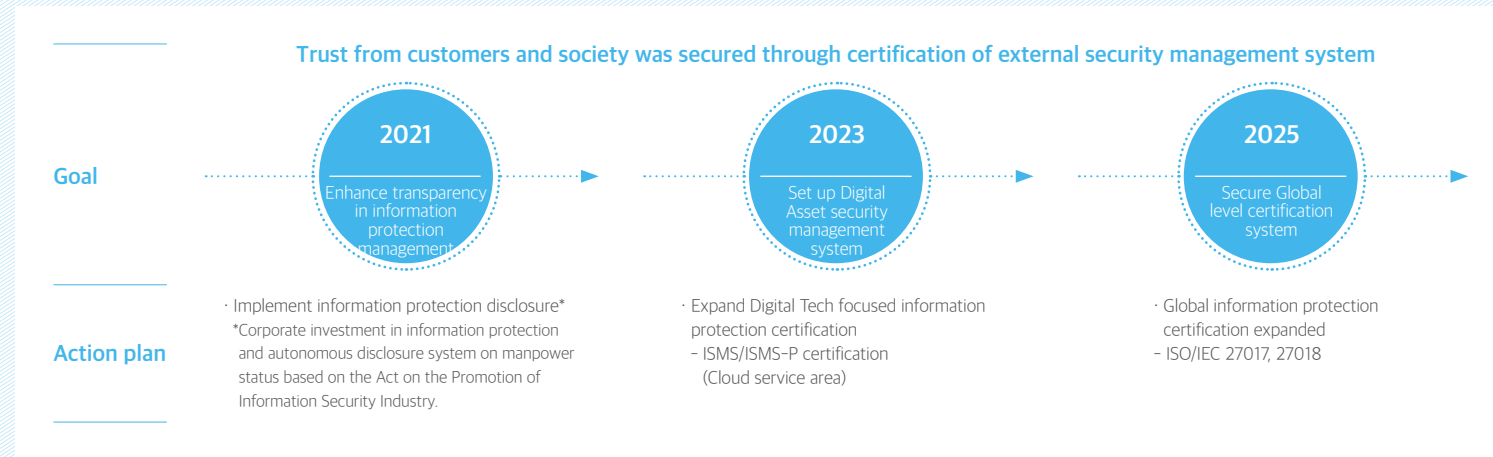 Trust from customers and society was secured through certification of external security management system
Goal
2021
Enhance transparency
in information
protection
management
2023
Set up Digital
Asset security
management
system
2025
Secure Global
level certification
system
Action plan
· Implement information protection disclosure*
*Corporate investment in information protection
and autonomous disclosure system on manpower
status based on the Act on the Promotion of
Information Security Industry.
· Expand Digital Tech focused information
protection certification
– ISMS/ISMS-P certification
(Cloud service area)
· Global information protection
certification expanded
– ISO/IEC 27017, 27018